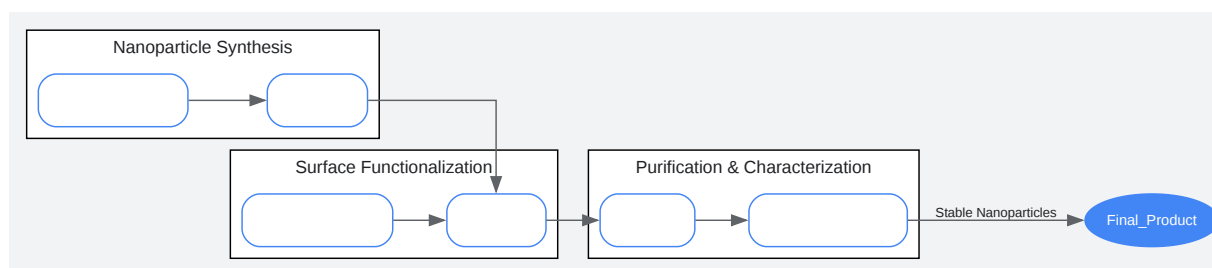 Nanoparticle Synthesis
Surface Functionalization
Purification & Characterization
Stable Nanoparticles
Final_Product